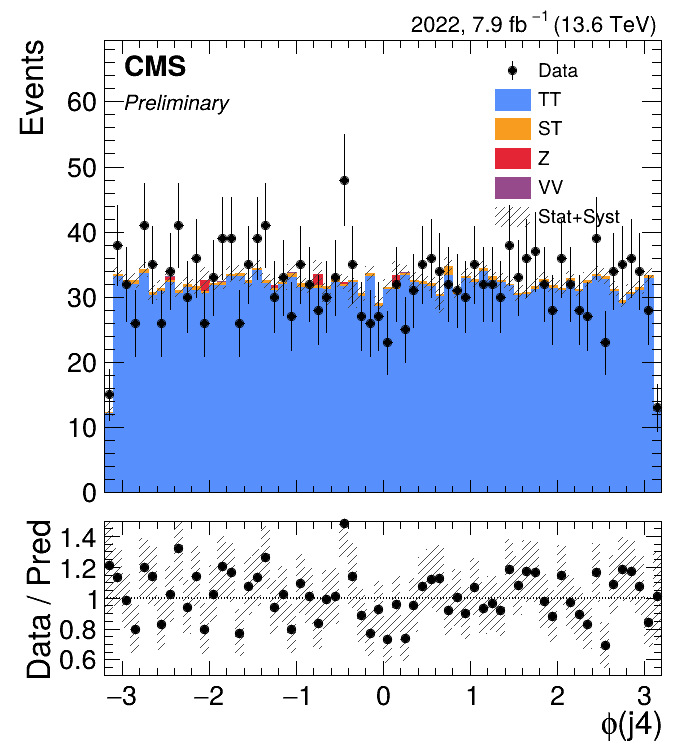 2022, 7.9 fb⁻¹ (13.6 TeV)
CMS
Preliminary
Events
Data
TT
ST
Z
VV
Stat+Syst
60
50
40
30
20
10
0
Data / Pred
1.4
1.2
1
0.8
0.6
−3 −2 −1 0 1 2 3
ϕ(j4)